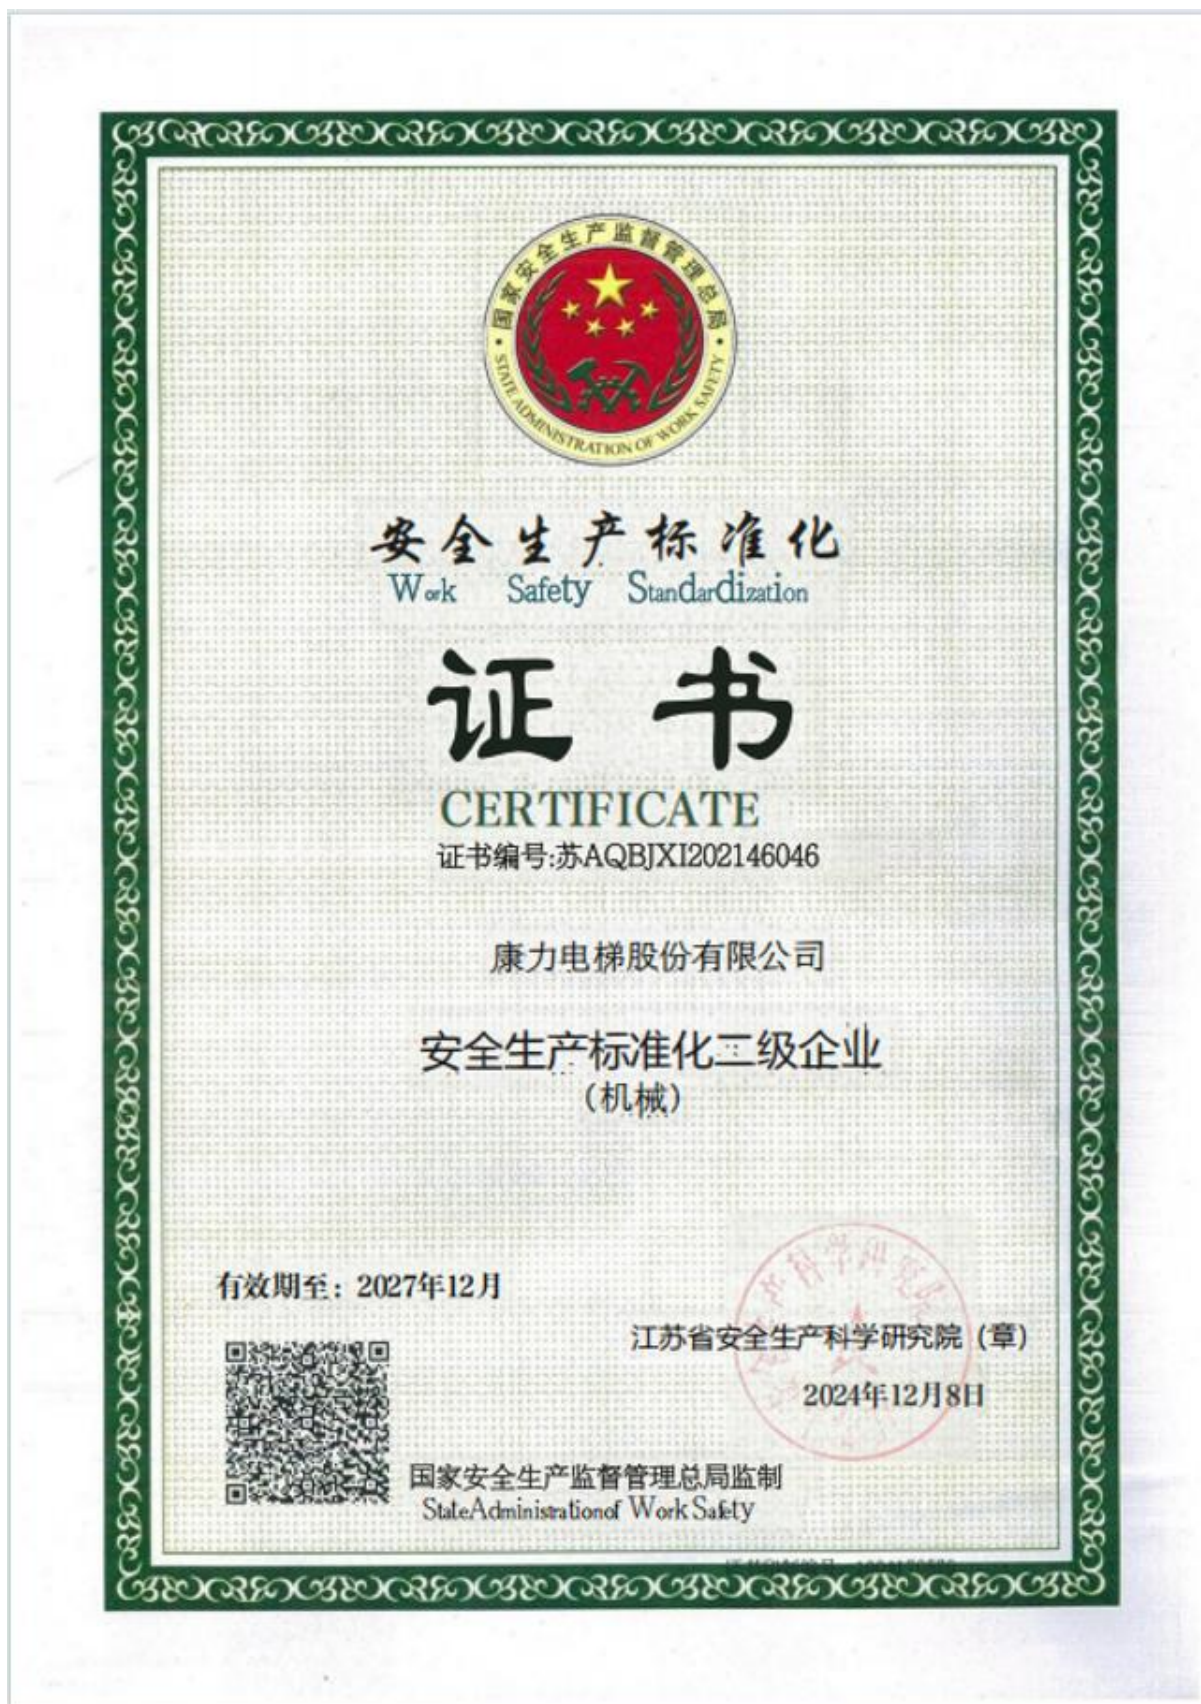 国家安全生产监督管理总局
STATE ADMINISTRATION OF WORK SAFETY
安全生产标准化
Work Safety Standardization
证书
CERTIFICATE
证书编号:苏AQBJXI202146046
康力电梯股份有限公司
安全生产标准化二级企业
（机械）
有效期至：2027年12月
江苏省安全生产科学研究院（章）
2024年12月8日
国家安全生产监督管理总局监制
StateAdministrationof Work Safety